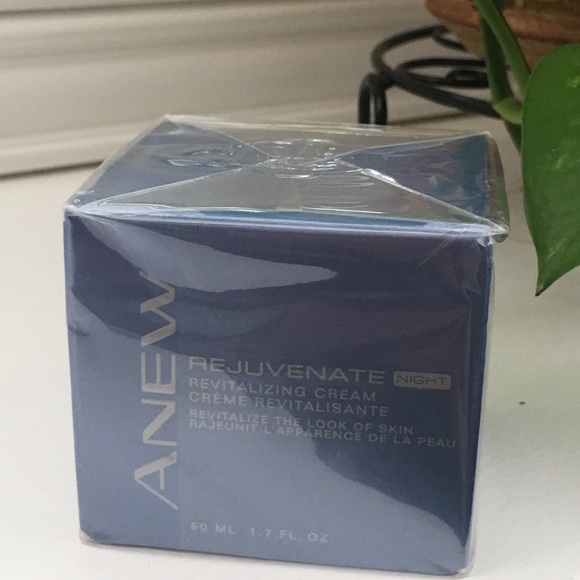 ANEW
REJUVENATE NIGHT
REVITALIZING CREAM
CRÈME REVITALISANTE
REVITALIZE THE LOOK OF SKIN
RAJEUNIT L'APPARENCE DE LA PEAU
50 ML 1.7 FL. OZ.